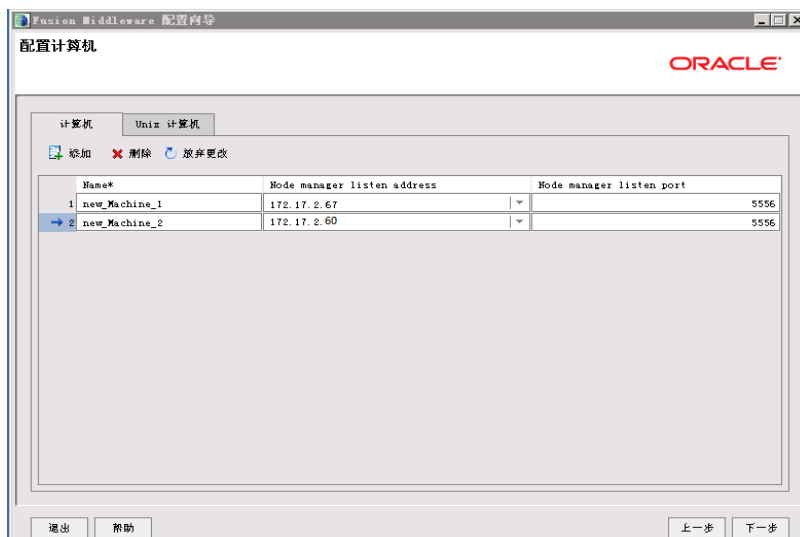 Fusion Middleware 配置向导
配置计算机
ORACLE
计算机 Unix 计算机
添加 删除 放弃更改
Name* Node manager listen address Node manager listen port
1 new_Machine_1 172.17.2.67 5556
2 new_Machine_2 172.17.2.60 5556
退出 帮助 上一步 下一步